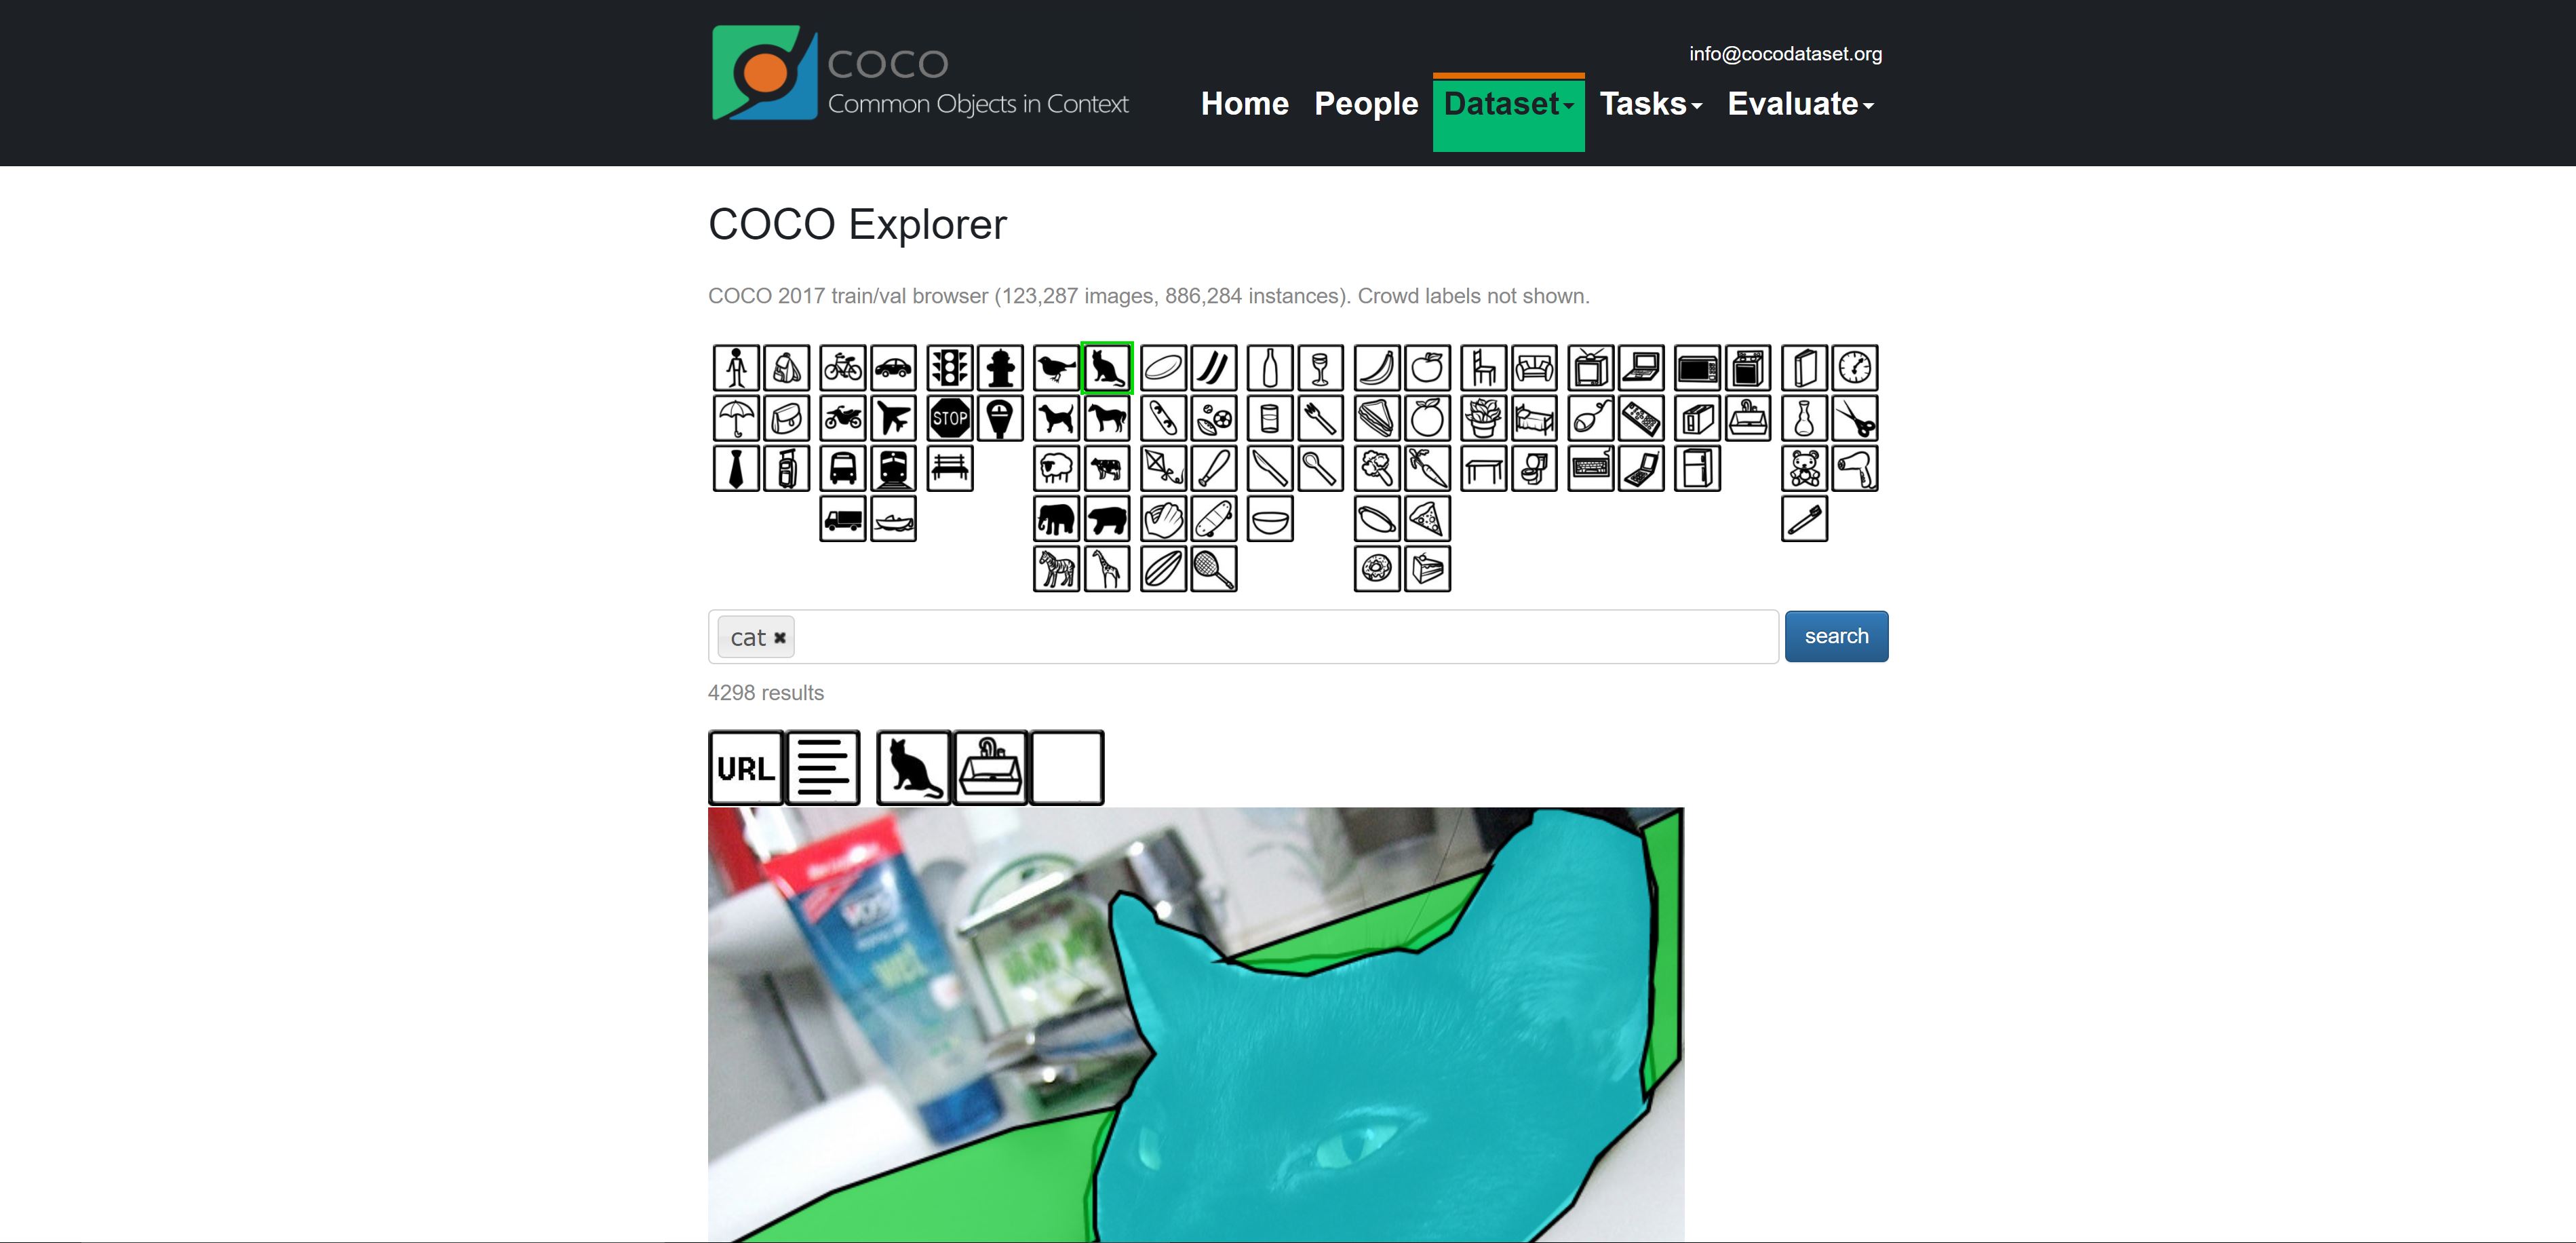 COCO
Common Objects in Context
info@cocodataset.org
Home People Dataset Tasks Evaluate
COCO Explorer
COCO 2017 train/val browser (123,287 images, 886,284 instances). Crowd labels not shown.
STOP
cat
search
4298 results
URL